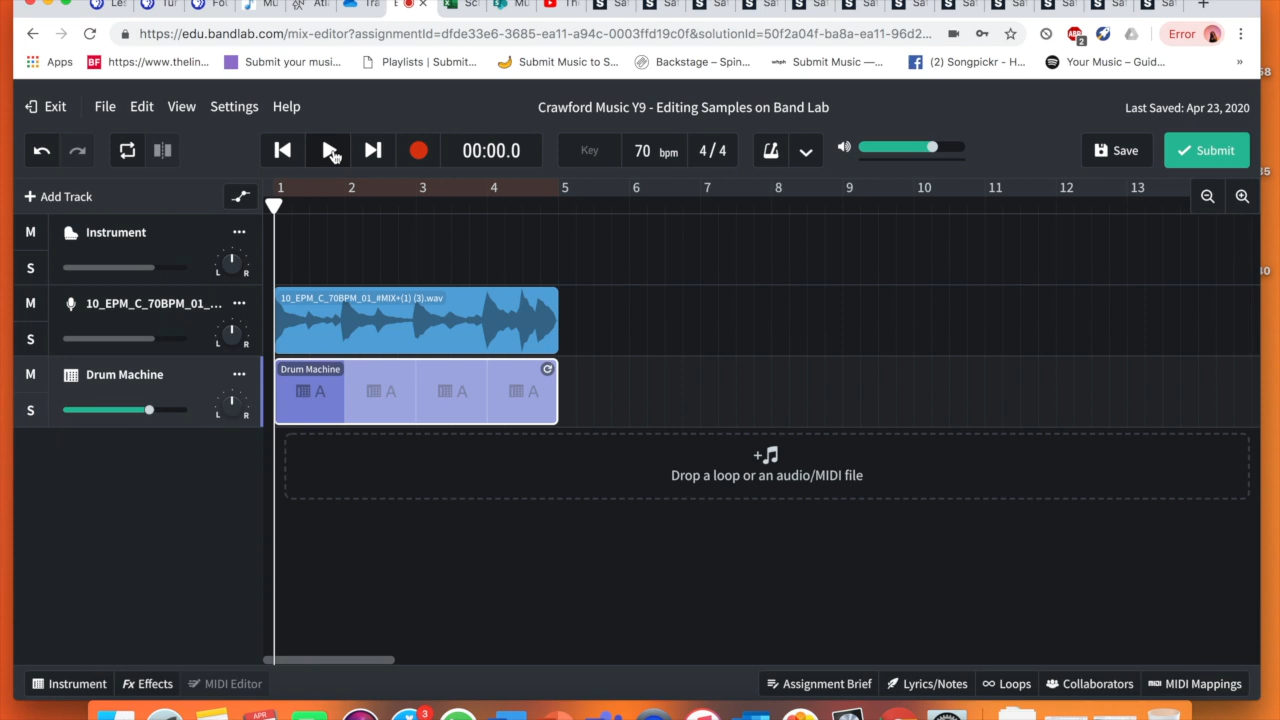 https://edu.bandlab.com/mix-editor?assignmentId=dfde33e6-3685-ea11-a94c-0003ffd19c0f&solutionId=50f2a04f-ba8a-ea11-96d2...
Error
2
Apps
BF https://www.thelin...
Submit your musi...
Playlists | Submit...
Submit Music to S...
Backstage – Spin...
Submit Music —...
(2) Songpickr - H...
Your Music – Guid...
»
Exit File Edit View Settings Help
Crawford Music Y9 - Editing Samples on Band Lab
Last Saved: Apr 23, 2020
00:00.0 Key 70 bpm 4 / 4
Save Submit
+ Add Track
1 2 3 4 5 6 7 8 9 10 11 12 13
M Instrument
S L R
M 10_EPM_C_70BPM_01_...
S L R
10_EPM_C_70BPM_01_#MIX+(1) (3).wav
M Drum Machine
S L R
Drum Machine
A A A A
Drop a loop or an audio/MIDI file
Instrument Fx Effects MIDI Editor
Assignment Brief Lyrics/Notes Loops Collaborators MIDI Mappings
APR 3